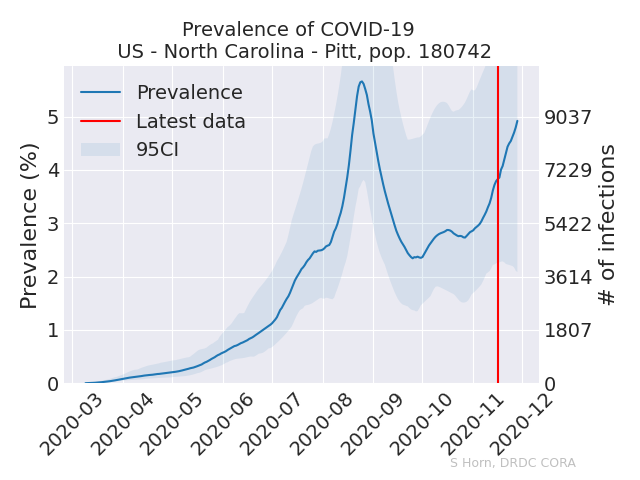 Prevalence of COVID-19
US - North Carolina - Pitt, pop. 180742
Prevalence
Latest data
95CI
Prevalence (%)
5
4
3
2
1
0
9037
7229
5422
3614
1807
0
# of infections
2020-03
2020-04
2020-05
2020-06
2020-07
2020-08
2020-09
2020-10
2020-11
2020-12
S Horn, DRDC CORA